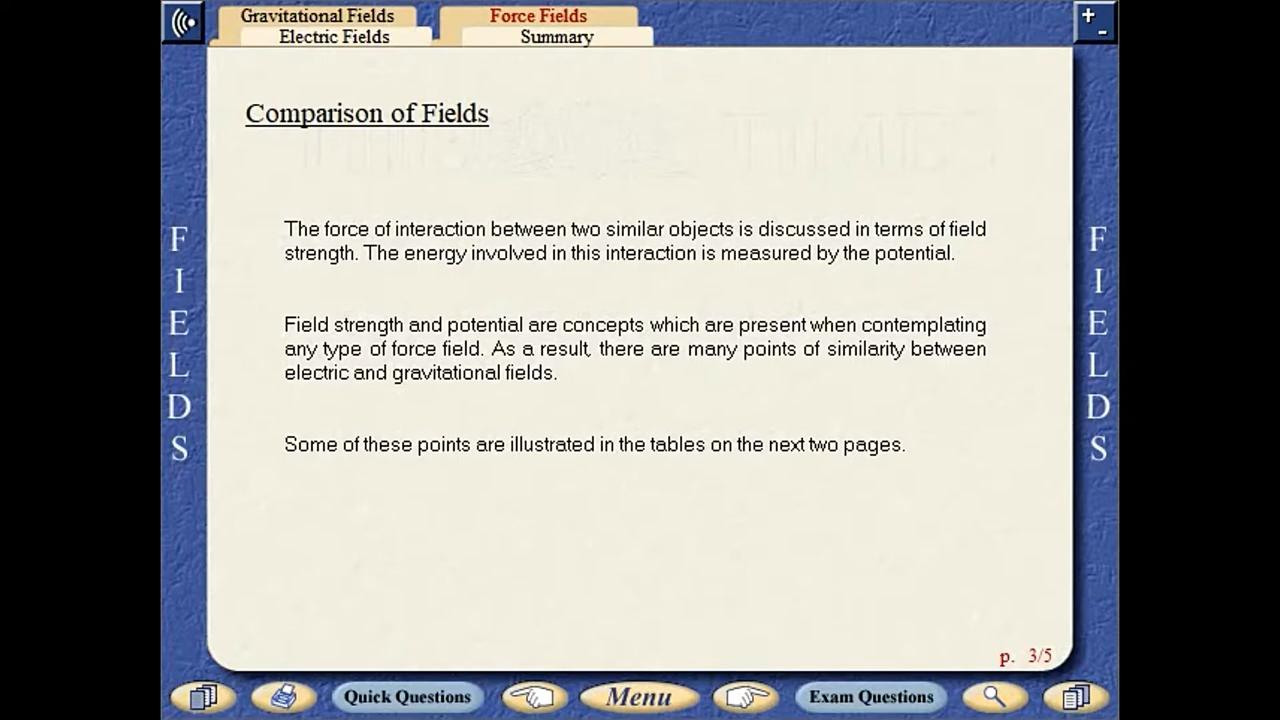 Gravitational Fields
Force Fields
Electric Fields
Summary
+
-
Comparison of Fields
The force of interaction between two similar objects is discussed in terms of field
strength. The energy involved in this interaction is measured by the potential.
Field strength and potential are concepts which are present when contemplating
any type of force field. As a result, there are many points of similarity between
electric and gravitational fields.
Some of these points are illustrated in the tables on the next two pages.
FIELDS
FIELDS
p. 3/5
Quick Questions
Menu
Exam Questions